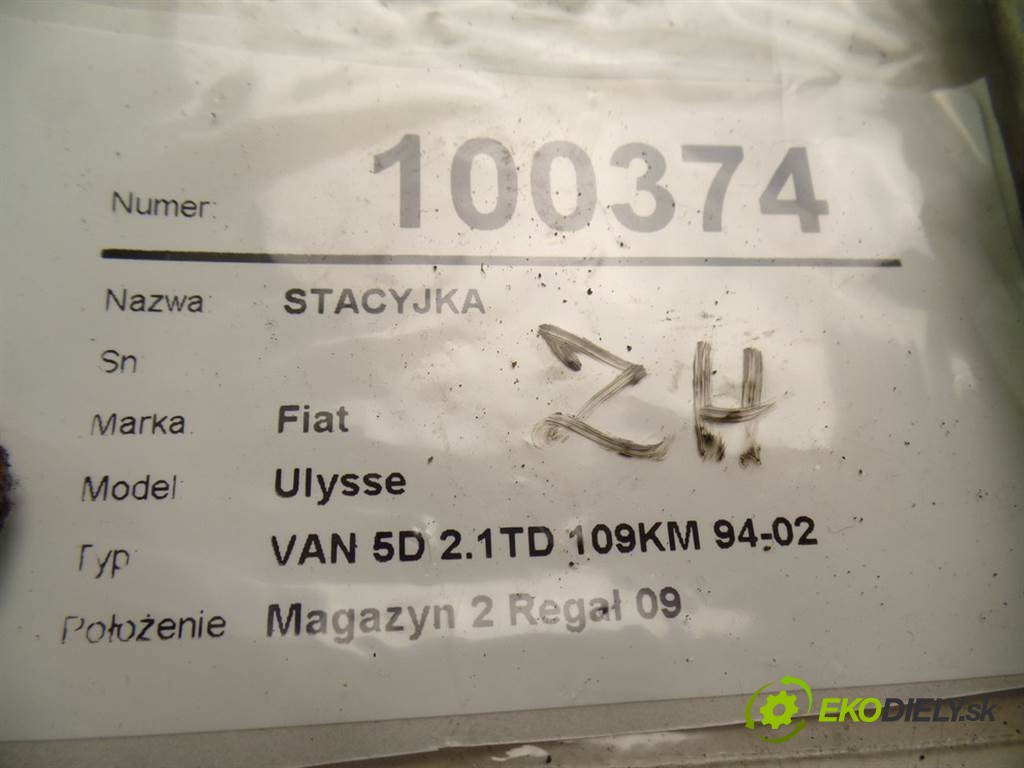 Numer: 100374
Nazwa: STACYJKA
Sn
Marka: Fiat
Model: Ulysse
Typ: VAN 5D 2.1TD 109KM 94-02
Położenie Magazyn 2 Regał 09
EKODIELY.sk